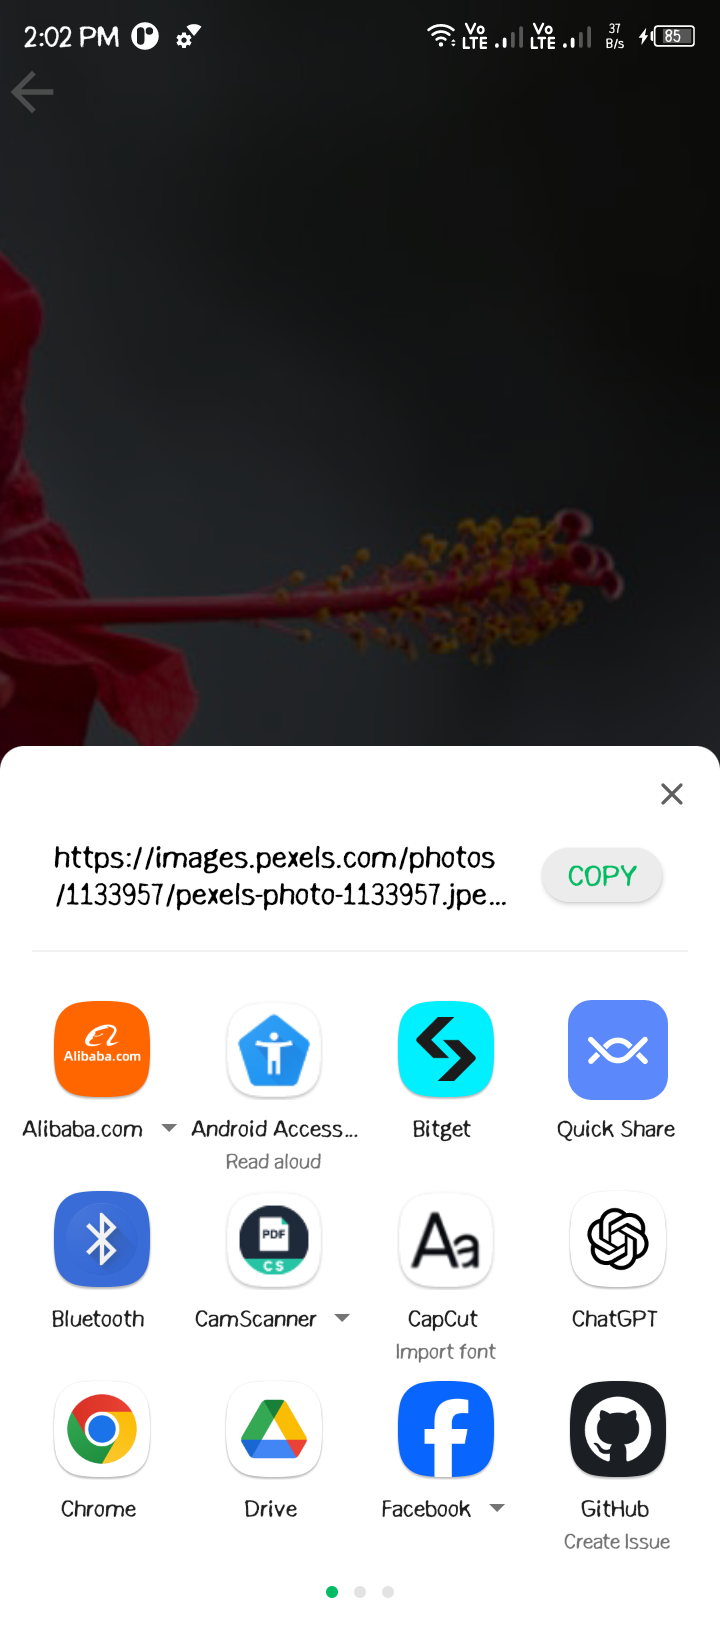 2:02 PM
Vo LTE Vo LTE 37 B/s 85
https://images.pexels.com/photos
/1133957/pexels-photo-1133957.jpe...
COPY
Alibaba.com
Alibaba.com Android Access... Bitget Quick Share
Read aloud
PDF
CS
Aa
Bluetooth CamScanner CapCut ChatGPT
Import font
Chrome Drive Facebook GitHub
Create Issue